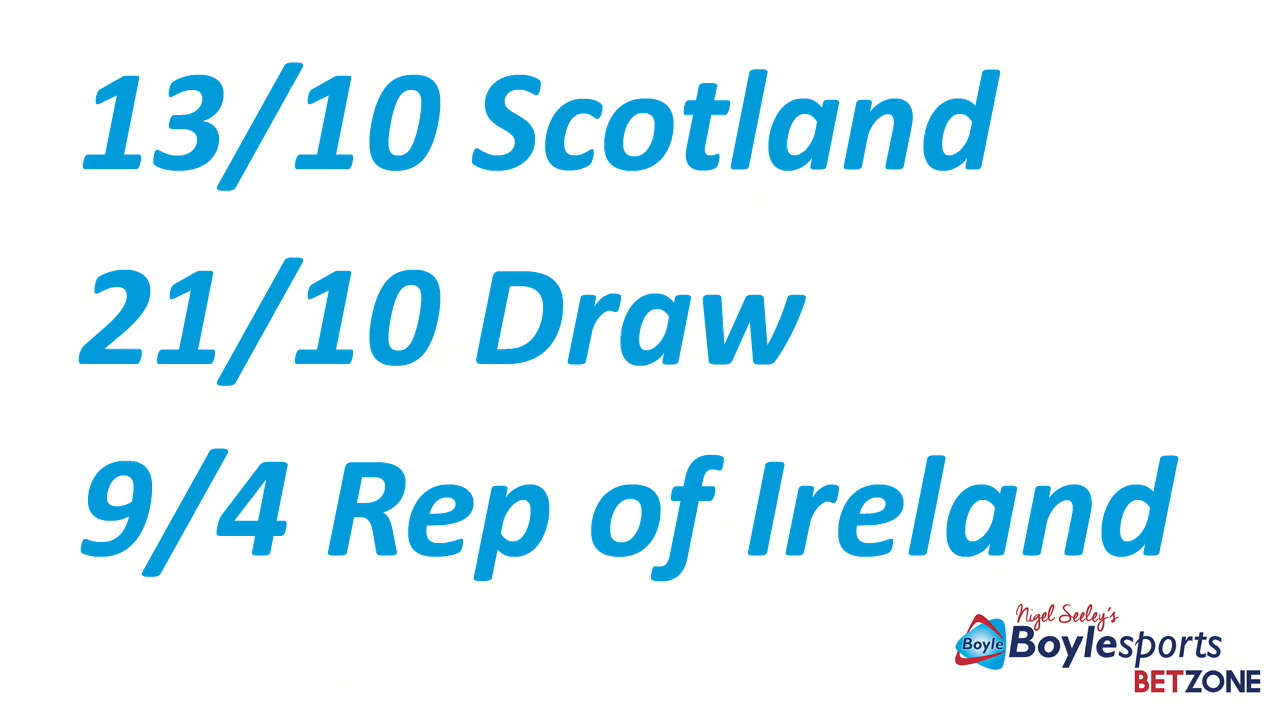 13/10 Scotland
21/10 Draw
9/4 Rep of Ireland
Nigel Seeley's
Boyle Boylesports
BETZONE